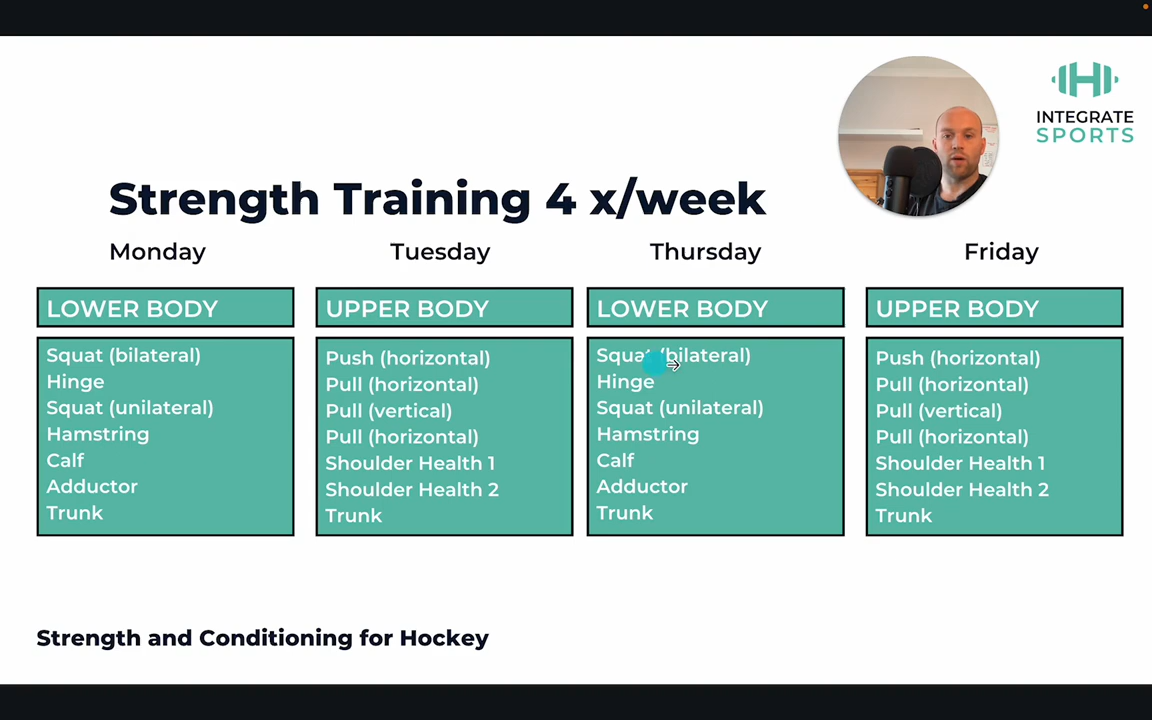 INTEGRATE
SPORTS
Strength Training 4 x/week
Monday
Tuesday
Thursday
Friday
LOWER BODY
Squat (bilateral)
Hinge
Squat (unilateral)
Hamstring
Calf
Adductor
Trunk
UPPER BODY
Push (horizontal)
Pull (horizontal)
Pull (vertical)
Pull (horizontal)
Shoulder Health 1
Shoulder Health 2
Trunk
LOWER BODY
Squat (bilateral)
Hinge
Squat (unilateral)
Hamstring
Calf
Adductor
Trunk
UPPER BODY
Push (horizontal)
Pull (horizontal)
Pull (vertical)
Pull (horizontal)
Shoulder Health 1
Shoulder Health 2
Trunk
Strength and Conditioning for Hockey